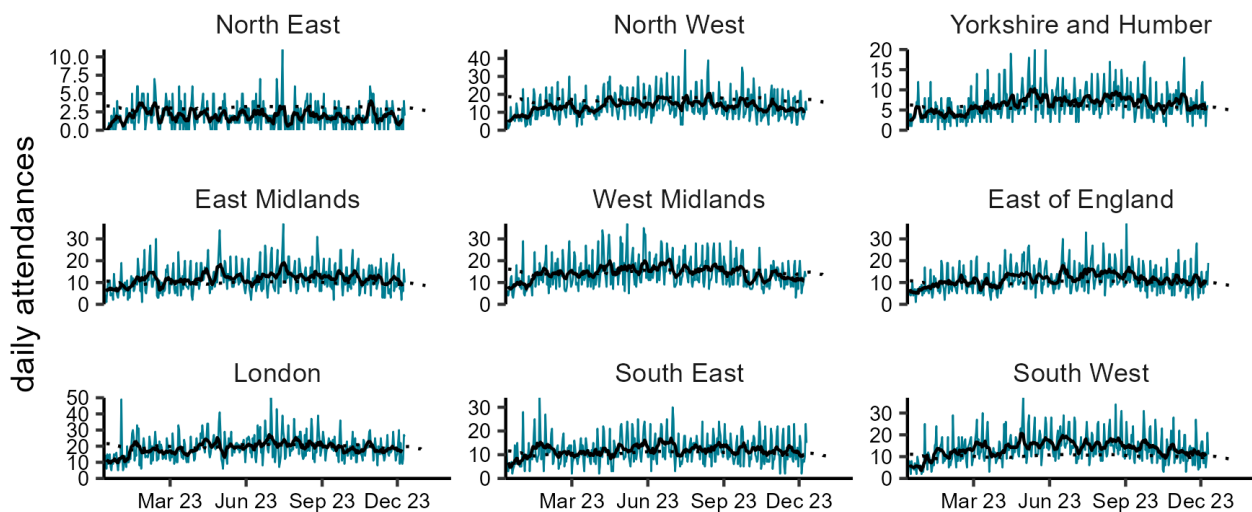 North East North West Yorkshire and Humber
10.0 40 20
7.5 30 15
5.0 20 10
2.5 10 5
0.0 0 0
daily attendances
East Midlands West Midlands East of England
30 30 30
20 20 20
10 10 10
0 0 0
London South East South West
50
40 30 30
30 20 20
20 10 10
10 0 0
0
Mar 23 Jun 23 Sep 23 Dec 23 Mar 23 Jun 23 Sep 23 Dec 23 Mar 23 Jun 23 Sep 23 Dec 23